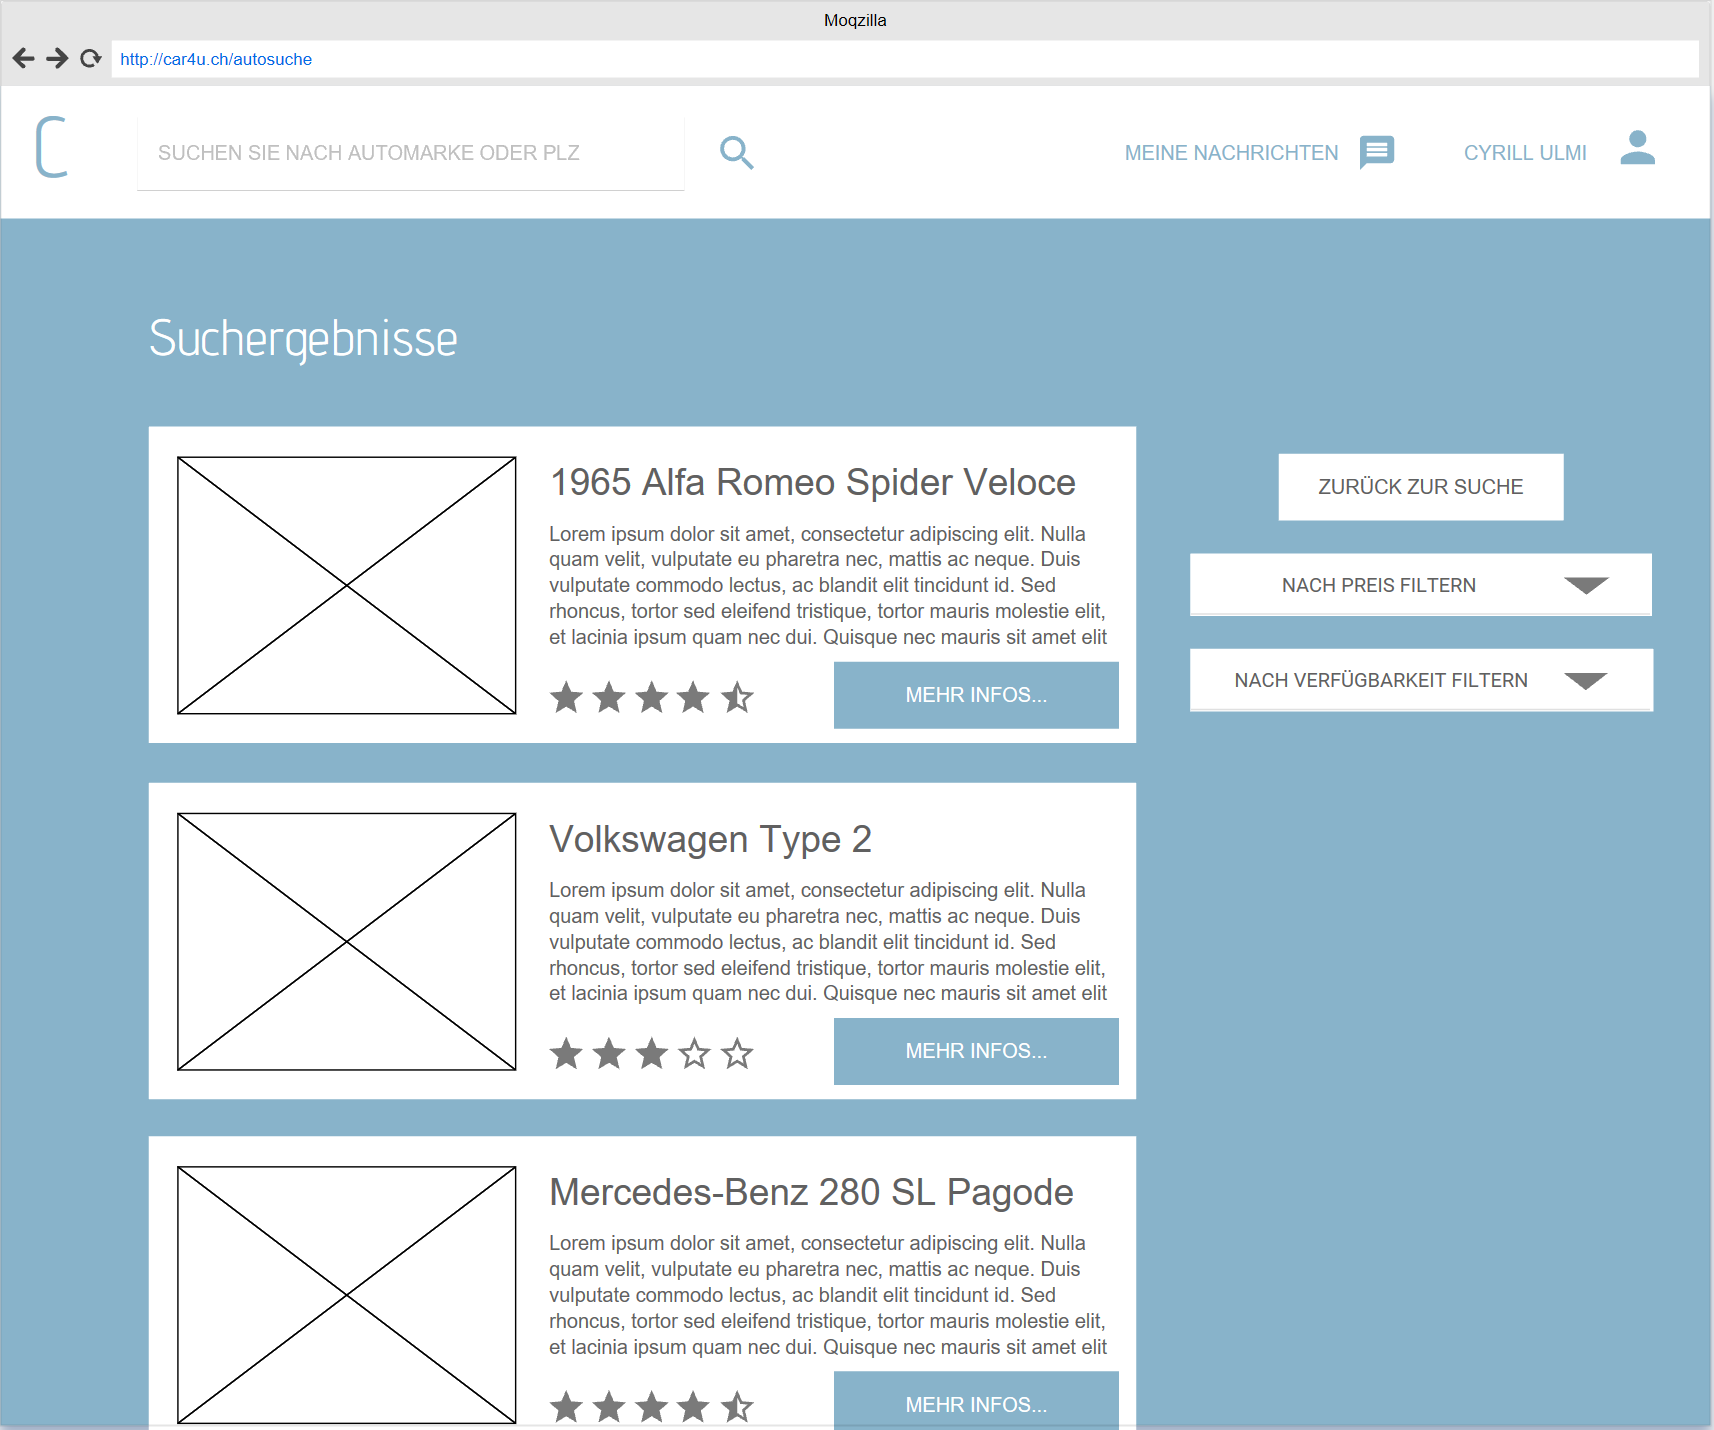 Moqzilla
http://car4u.ch/autosuche
C
SUCHEN SIE NACH AUTOMARKE ODER PLZ
MEINE NACHRICHTEN
CYRILL ULMI
Suchergebnisse
1965 Alfa Romeo Spider Veloce
Lorem ipsum dolor sit amet, consectetur adipiscing elit. Nulla
quam velit, vulputate eu pharetra nec, mattis ac neque. Duis
vulputate commodo lectus, ac blandit elit tincidunt id. Sed
rhoncus, tortor sed eleifend tristique, tortor mauris molestie elit,
et lacinia ipsum quam nec dui. Quisque nec mauris sit amet elit
MEHR INFOS...
ZURÜCK ZUR SUCHE
NACH PREIS FILTERN
NACH VERFÜGBARKEIT FILTERN
Volkswagen Type 2
Lorem ipsum dolor sit amet, consectetur adipiscing elit. Nulla
quam velit, vulputate eu pharetra nec, mattis ac neque. Duis
vulputate commodo lectus, ac blandit elit tincidunt id. Sed
rhoncus, tortor sed eleifend tristique, tortor mauris molestie elit,
et lacinia ipsum quam nec dui. Quisque nec mauris sit amet elit
MEHR INFOS...
Mercedes-Benz 280 SL Pagode
Lorem ipsum dolor sit amet, consectetur adipiscing elit. Nulla
quam velit, vulputate eu pharetra nec, mattis ac neque. Duis
vulputate commodo lectus, ac blandit elit tincidunt id. Sed
rhoncus, tortor sed eleifend tristique, tortor mauris molestie elit,
et lacinia ipsum quam nec dui. Quisque nec mauris sit amet elit
MEHR INFOS...